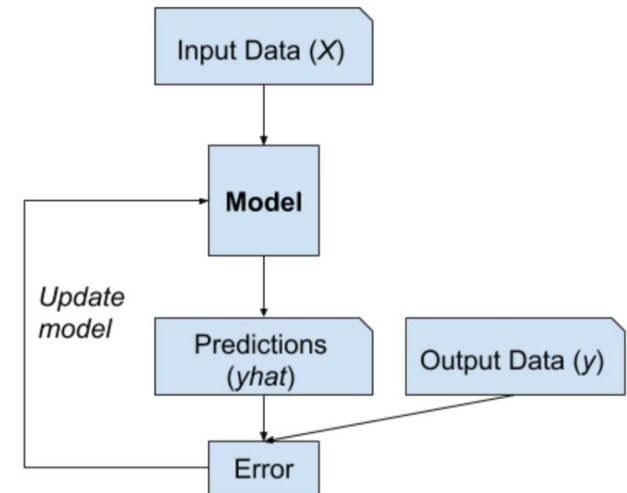 Input Data (X)
Model
Update
model
Predictions
(yhat)
Output Data (y)
Error